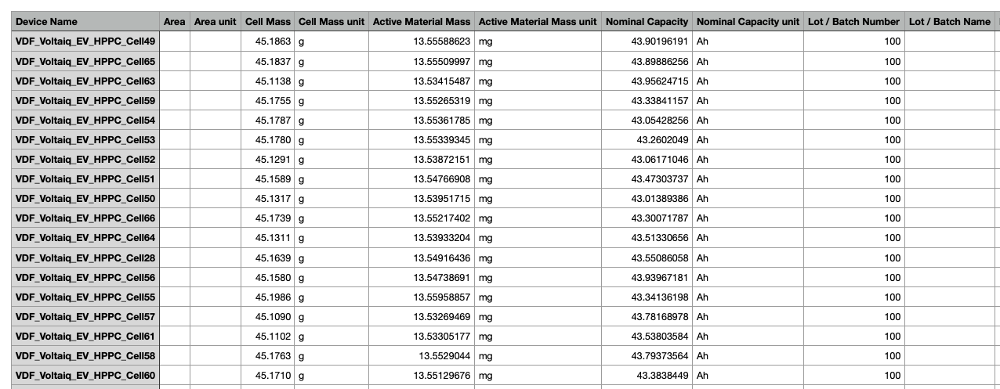 Device Name Area Area unit Cell Mass Cell Mass unit Active Material Mass Active Material Mass unit Nominal Capacity Nominal Capacity unit Lot / Batch Number Lot / Batch Name
VDF_Voltaiq_EV_HPPC_Cell49 45.1863 g 13.55588623 mg 43.90196191 Ah 100
VDF_Voltaiq_EV_HPPC_Cell65 45.1837 g 13.55509997 mg 43.89886256 Ah 100
VDF_Voltaiq_EV_HPPC_Cell63 45.1138 g 13.53415487 mg 43.95624715 Ah 100
VDF_Voltaiq_EV_HPPC_Cell59 45.1755 g 13.55265319 mg 43.33841157 Ah 100
VDF_Voltaiq_EV_HPPC_Cell54 45.1787 g 13.55361785 mg 43.05428256 Ah 100
VDF_Voltaiq_EV_HPPC_Cell53 45.1780 g 13.55339345 mg 43.2602049 Ah 100
VDF_Voltaiq_EV_HPPC_Cell52 45.1291 g 13.53872151 mg 43.06171046 Ah 100
VDF_Voltaiq_EV_HPPC_Cell51 45.1589 g 13.54766908 mg 43.47303737 Ah 100
VDF_Voltaiq_EV_HPPC_Cell50 45.1317 g 13.53951715 mg 43.01389386 Ah 100
VDF_Voltaiq_EV_HPPC_Cell66 45.1739 g 13.55217402 mg 43.30071787 Ah 100
VDF_Voltaiq_EV_HPPC_Cell64 45.1311 g 13.53933204 mg 43.51330656 Ah 100
VDF_Voltaiq_EV_HPPC_Cell28 45.1639 g 13.54916436 mg 43.55086058 Ah 100
VDF_Voltaiq_EV_HPPC_Cell56 45.1580 g 13.54738691 mg 43.93967181 Ah 100
VDF_Voltaiq_EV_HPPC_Cell55 45.1986 g 13.55958857 mg 43.34136198 Ah 100
VDF_Voltaiq_EV_HPPC_Cell57 45.1090 g 13.53269469 mg 43.78168978 Ah 100
VDF_Voltaiq_EV_HPPC_Cell61 45.1102 g 13.53305177 mg 43.53803584 Ah 100
VDF_Voltaiq_EV_HPPC_Cell58 45.1763 g 13.5529044 mg 43.79373564 Ah 100
VDF_Voltaiq_EV_HPPC_Cell60 45.1710 g 13.55129676 mg 43.3838449 Ah 100